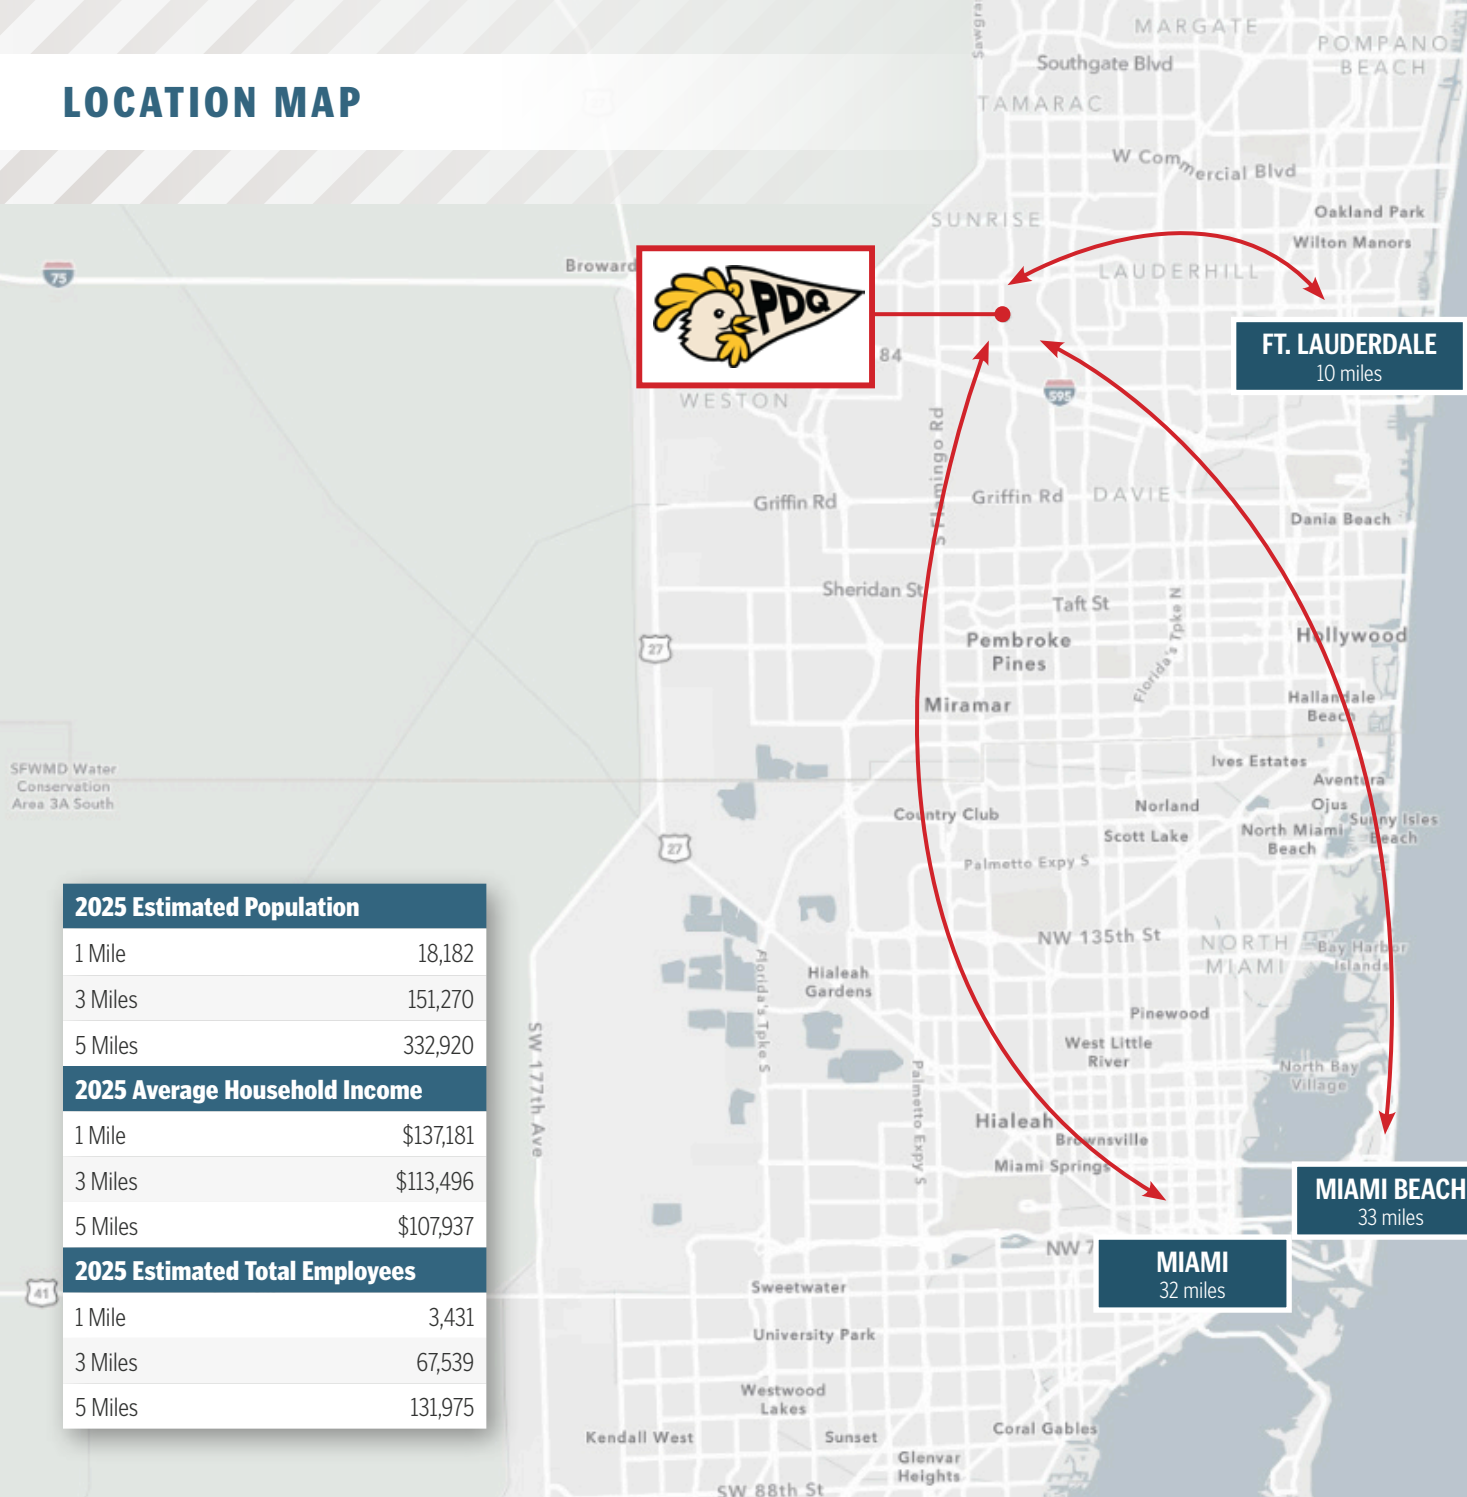 LOCATION MAP
MARGATE
POMPANO
BEACH
Southgate Blvd
TAMARAC
W Commercial Blvd
Oakland Park
SUNRISE
Wilton Manors
LAUDERHILL
75
Broward
PDQ
84
FT. LAUDERDALE
10 miles
WESTON
595
S Flamingo Rd
Griffin Rd
Griffin Rd
DAVIE
Dania Beach
Sheridan St
Taft St
Florida's Tpke N
Pembroke
Pines
Hollywood
27
Miramar
Hallandale
Beach
Ives Estates
SFWMD Water
Conservation
Area 3A South
Aventura
Norland
Ojus
Country Club
Sunny Isles
Beach
Scott Lake
North Miami
Beach
27
Palmetto Expy S
NW 135th St
NORTH
MIAMI
Bay Harbor
Islands
Florida's Tpke S
Hialeah
Gardens
Pinewood
West Little
River
North Bay
Village
SW 177th Ave
Palmetto Expy S
Hialeah
Brownsville
Miami Springs
MIAMI BEACH
33 miles
NW 7
MIAMI
32 miles
41
Sweetwater
University Park
Westwood
Lakes
Kendall West
Sunset
Coral Gables
Glenvar
Heights
SW 88th St
2025 Estimated Population
1 Mile 18,182
3 Miles 151,270
5 Miles 332,920
2025 Average Household Income
1 Mile $137,181
3 Miles $113,496
5 Miles $107,937
2025 Estimated Total Employees
1 Mile 3,431
3 Miles 67,539
5 Miles 131,975